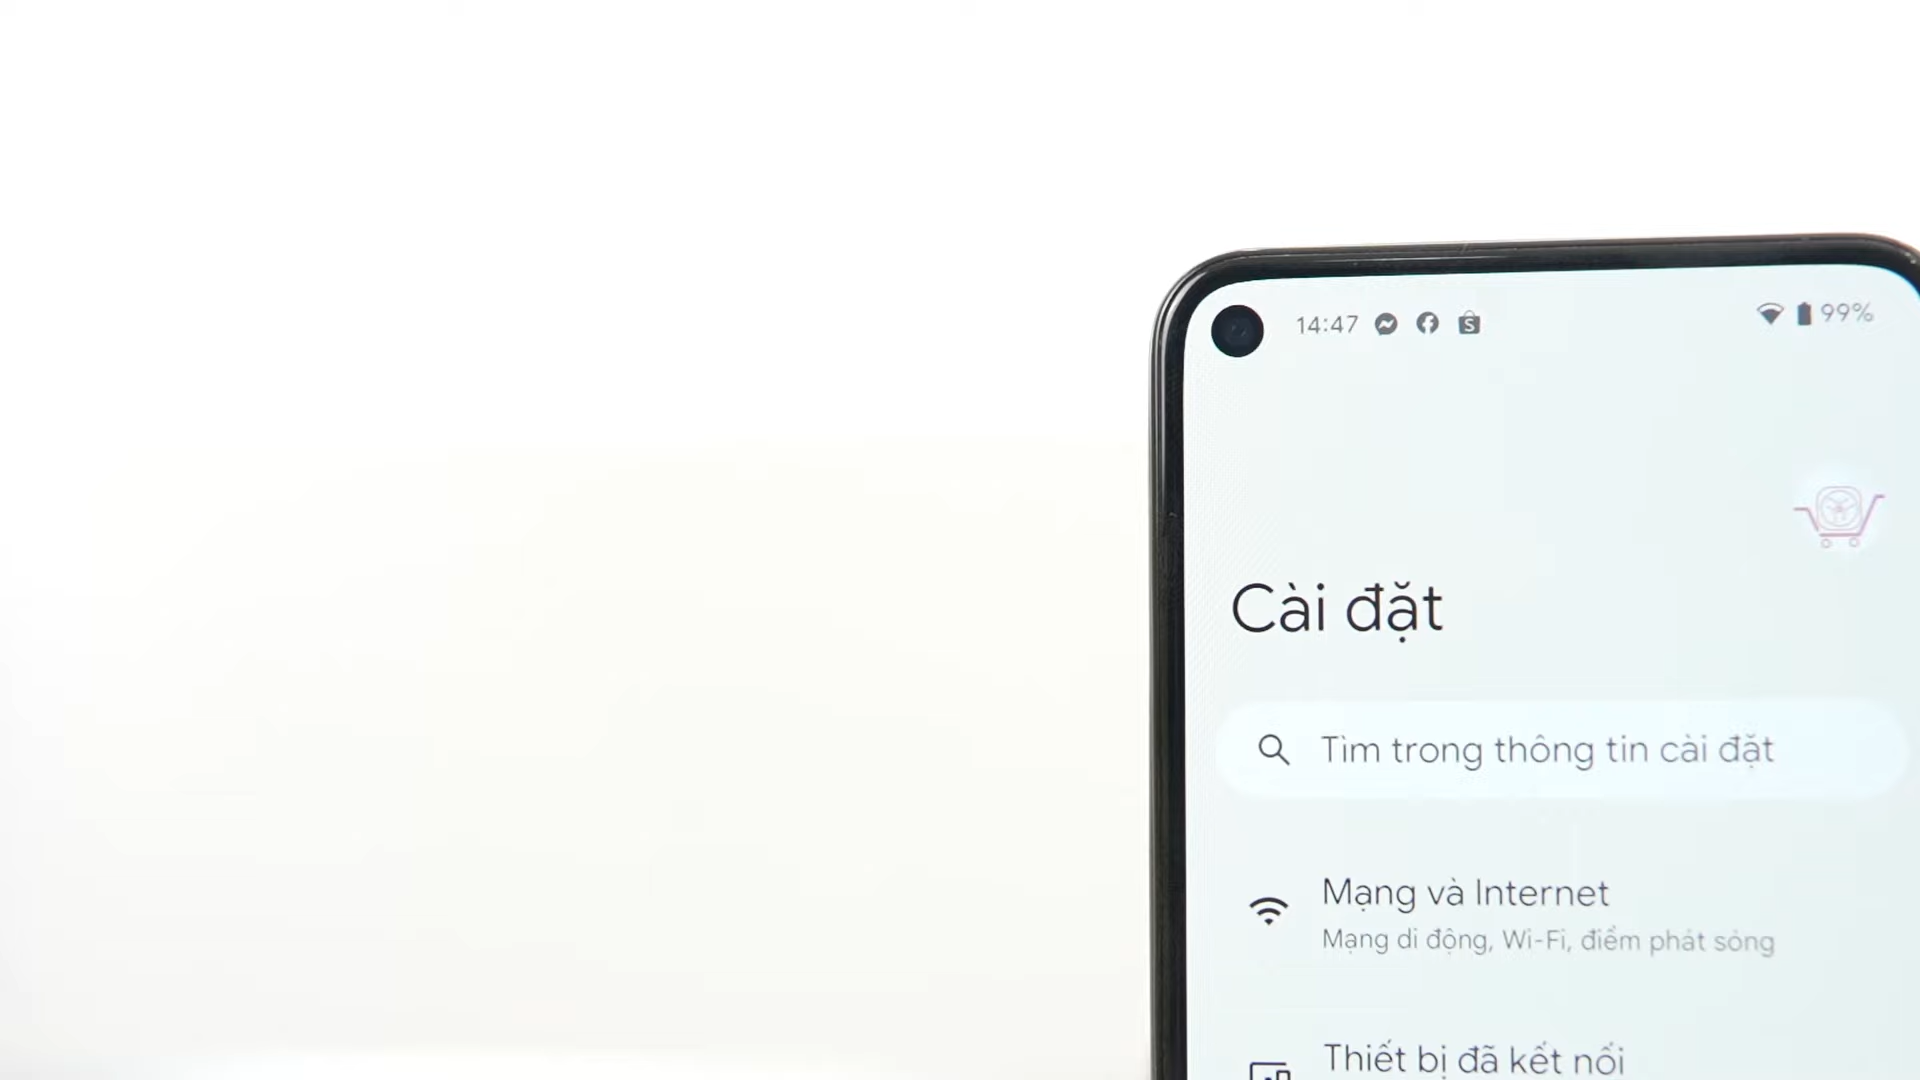 14:47 99%
Cài đặt
Tìm trong thông tin cài đặt
Mạng và Internet
Mạng di động, Wi-Fi, điểm phát sóng
Thiết bị đã kết nối